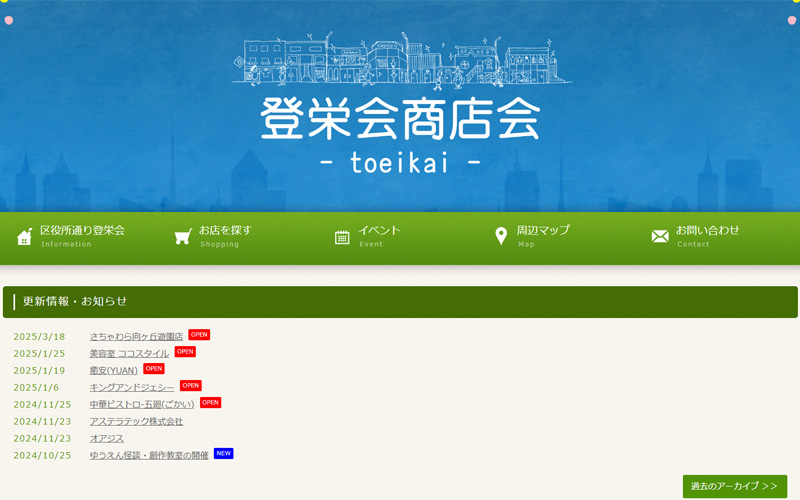 登栄会商店会
- toeikai -
区役所通り登栄会
Information
お店を探す
Shopping
イベント
Event
周辺マップ
Map
お問い合わせ
Contact
更新情報・お知らせ
2025/3/18 さちゃわら向ヶ丘遊園店 OPEN
2025/1/25 美容室 ココスタイル OPEN
2025/1/19 癒安(YUAN) OPEN
2025/1/6 キングアンドジェシー OPEN
2024/11/25 中華ビストロ-五廻(ごかい) OPEN
2024/11/23 アステラテック株式会社
2024/11/23 オアジス
2024/10/25 ゆうえん怪談・創作教室の開催 NEW
過去のアーカイブ >>